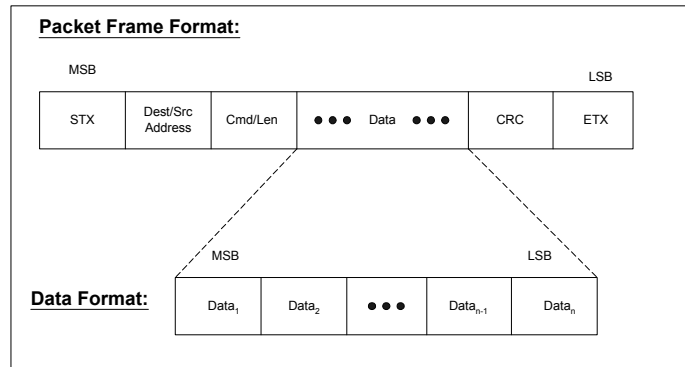 Packet Frame Format:
MSB LSB
STX Dest/Src Address Cmd/Len ●●● Data ●●● CRC ETX
MSB LSB
Data Format: Data₁ Data₂ ●●● Dataₙ₋₁ Dataₙ